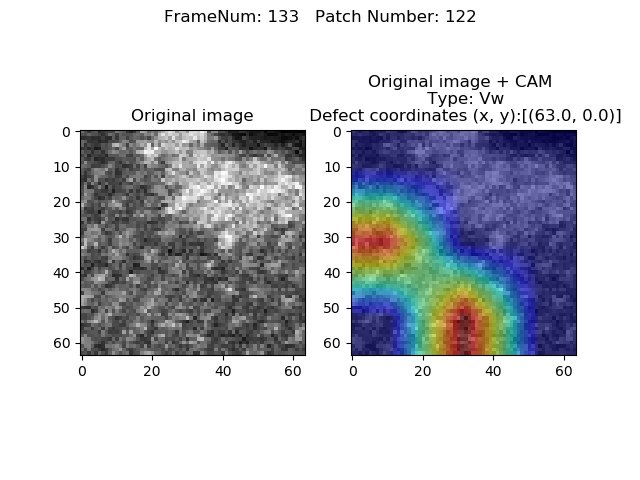 FrameNum: 133   Patch Number: 122
Original image
Original image + CAM
Type: Vw
Defect coordinates (x, y):[(63.0, 0.0)]
0
10
20
30
40
50
60
0 20 40 60
0
10
20
30
40
50
60
0 20 40 60